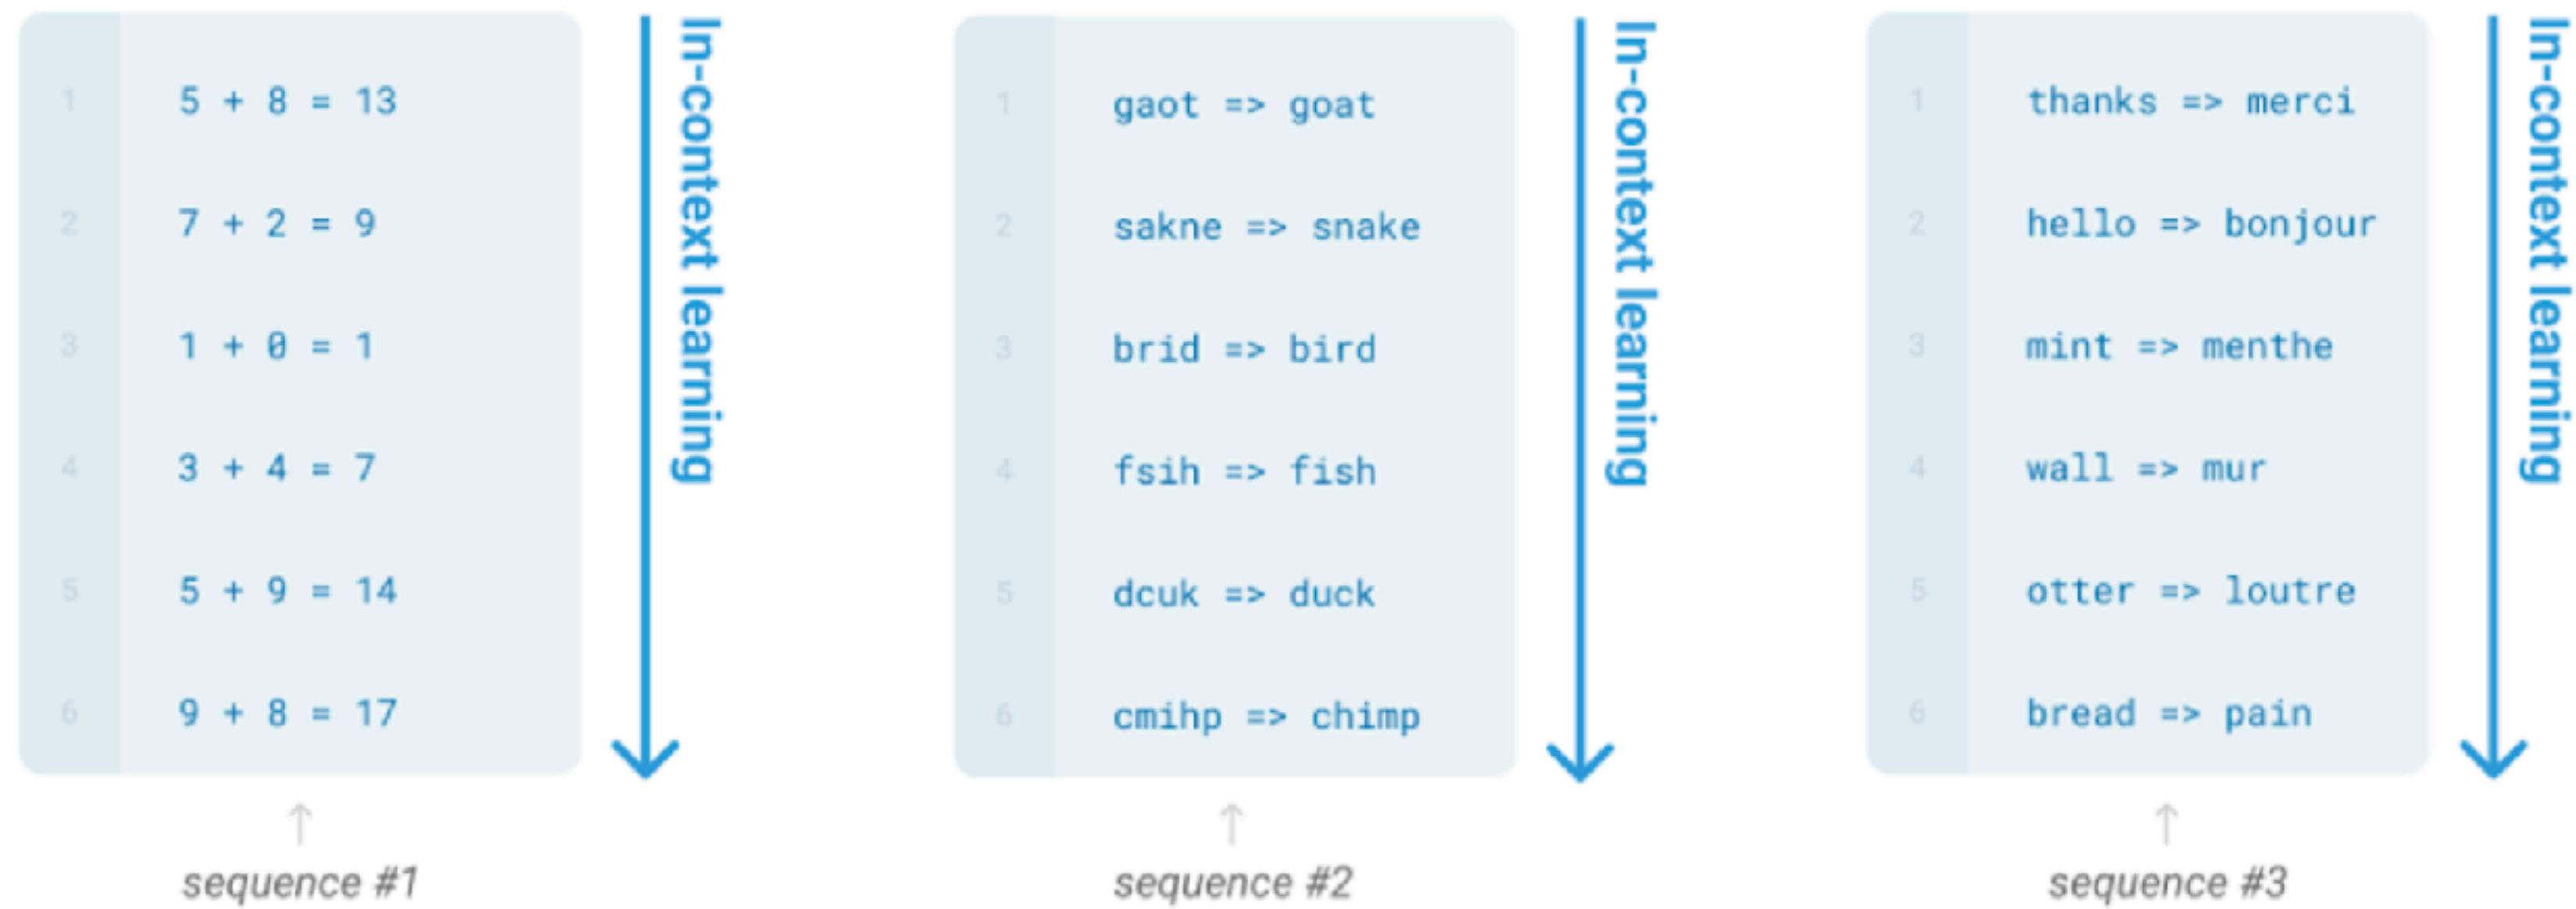 1 5 + 8 = 13
2 7 + 2 = 9
3 1 + 0 = 1
4 3 + 4 = 7
5 5 + 9 = 14
6 9 + 8 = 17
In-context learning
sequence #1
1 gaot => goat
2 sakne => snake
3 brid => bird
4 fsih => fish
5 dcuk => duck
6 cmihp => chimp
In-context learning
sequence #2
1 thanks => merci
2 hello => bonjour
3 mint => menthe
4 wall => mur
5 otter => loutre
6 bread => pain
In-context learning
sequence #3